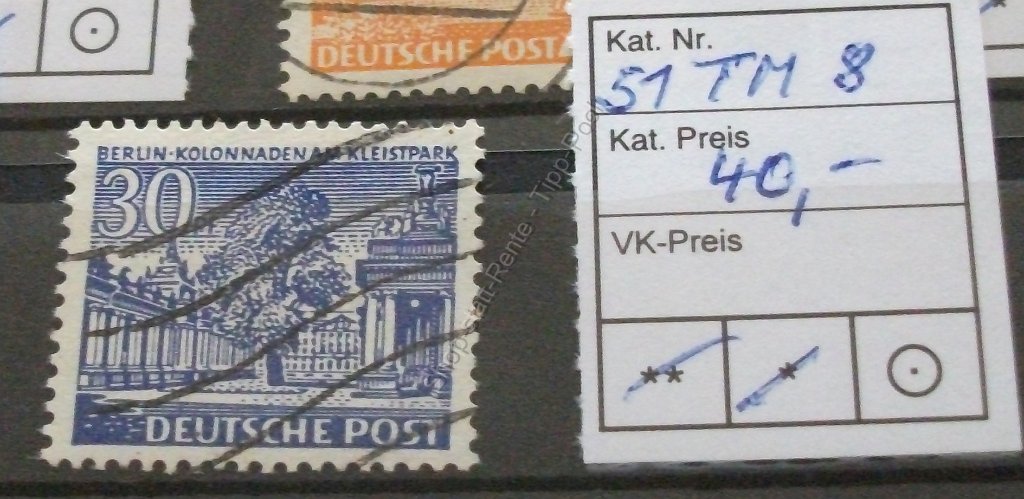 DEUTSCHE POST
BERLIN·KOLONNADEN AM KLEISTPARK
30
DEUTSCHE POST
Kat. Nr.
51 TM 8
Kat. Preis
40,-
VK-Preis
** *